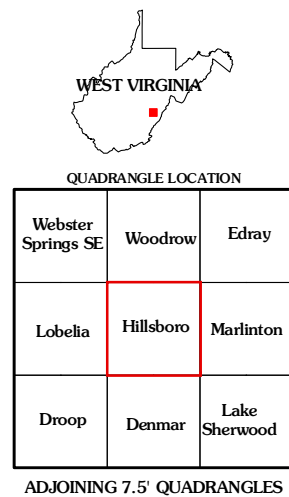 WEST VIRGINIA
QUADRANGLE LOCATION
Webster
Springs SE
Woodrow
Edray
Lobelia
Hillsboro
Marlinton
Droop
Denmar
Lake
Sherwood
ADJOINING 7.5' QUADRANGLES